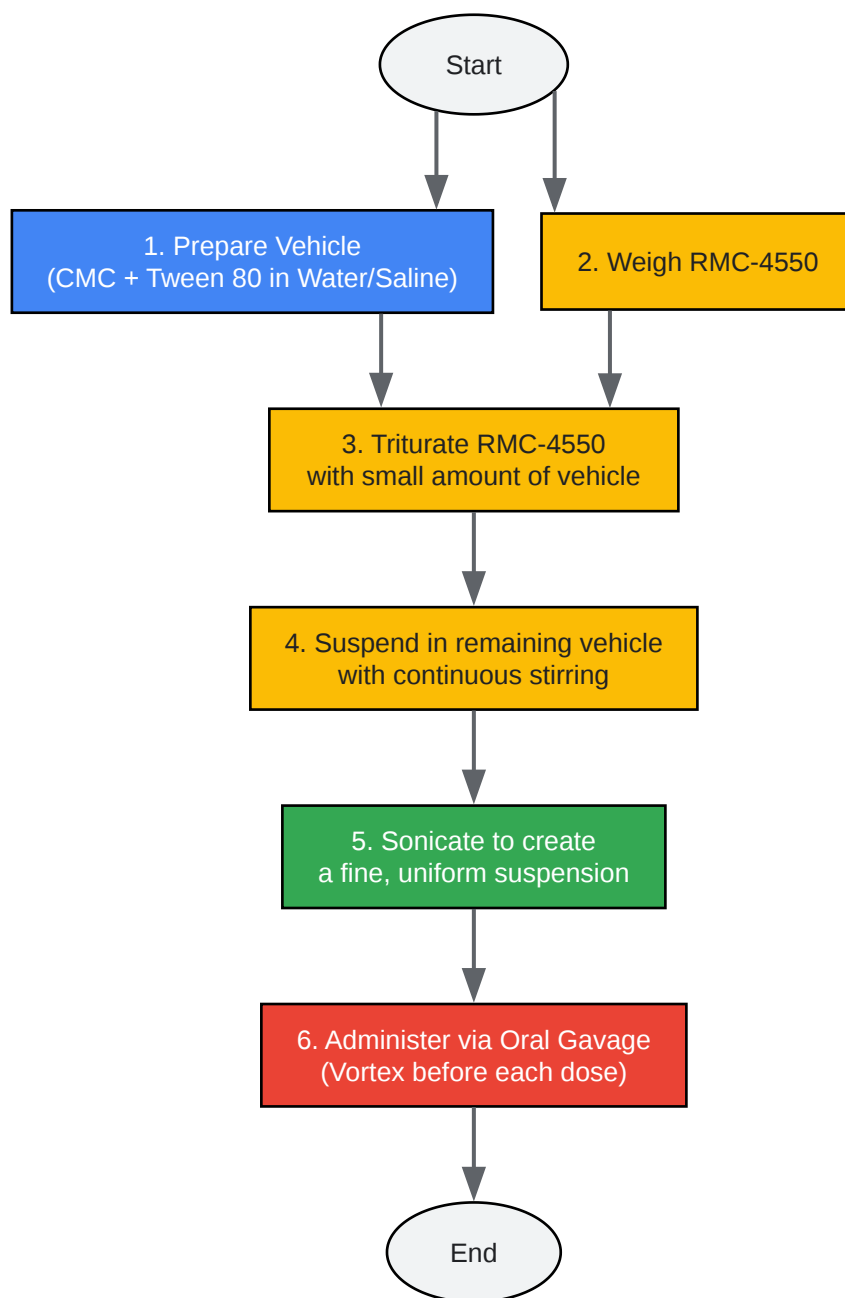 Start
1. Prepare Vehicle
(CMC + Tween 80 in Water/Saline)
2. Weigh RMC-4550
3. Triturate RMC-4550
with small amount of vehicle
4. Suspend in remaining vehicle
with continuous stirring
5. Sonicate to create
a fine, uniform suspension
6. Administer via Oral Gavage
(Vortex before each dose)
End